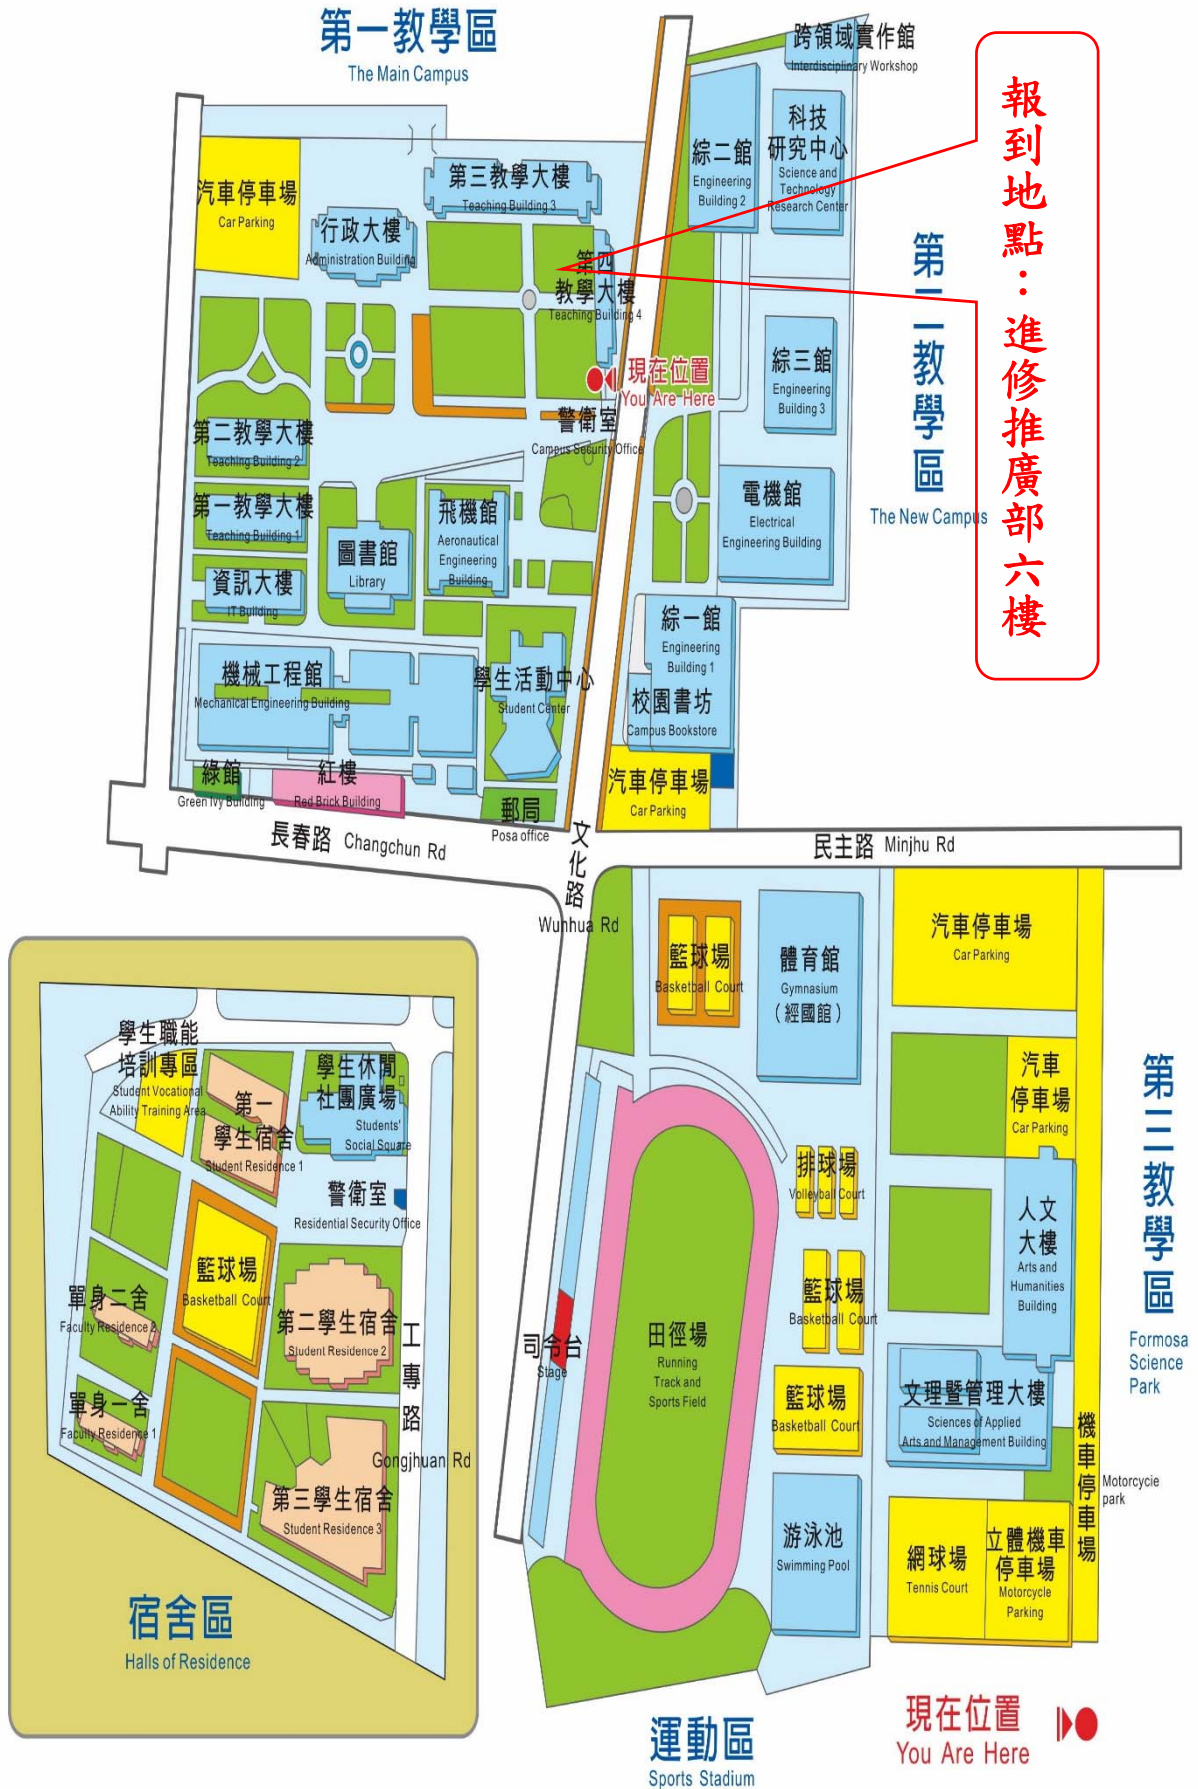 第一教學區
The Main Campus
跨領域實作館
Interdisciplinary Workshop
報到地點：進修推廣部六樓
綜二館
Engineering
Building 2
科技
研究中心
Science and
Technology
Research Center
汽車停車場
Car Parking
第三教學大樓
Teaching Building 3
行政大樓
Administration Building
第四
教學大樓
Teaching Building 4
第二教學區
The New Campus
現在位置
You Are Here
綜三館
Engineering
Building 3
警衛室
Campus Security Office
第二教學大樓
Teaching Building 2
第一教學大樓
Teaching Building 1
資訊大樓
IT Building
圖書館
Library
飛機館
Aeronautical
Engineering
Building
電機館
Electrical
Engineering Building
綜一館
Engineering
Building 1
校園書坊
Campus Bookstore
機械工程館
Mechanical Engineering Building
學生活動中心
Student Center
汽車停車場
Car Parking
綠館
Green Ivy Building
紅樓
Red Brick Building
郵局
Posa office
長春路 Changchun Rd
文化路
Wunhua Rd
民主路 Minjhu Rd
籃球場
Basketball Court
體育館
Gymnasium
（經國館）
汽車停車場
Car Parking
汽車
停車場
Car Parking
第三教學區
Formosa
Science
Park
學生職能
培訓專區
Student Vocational
Ability Training Area
第一
學生宿舍
Student Residence 1
學生休閒
社團廣場
Students'
Social Square
警衛室
Residential Security Office
籃球場
Basketball Court
單身二舍
Faculty Residence 2
第二學生宿舍
Student Residence 2
單身一舍
Faculty Residence 1
工專路
Gongjhuan Rd
第三學生宿舍
Student Residence 3
宿舍區
Halls of Residence
排球場
Volleyball Court
人文
大樓
Arts and
Humanities
Building
籃球場
Basketball Court
司令台
Stage
田徑場
Running
Track and
Sports Field
籃球場
Basketball Court
文理暨管理大樓
Sciences of Applied
Arts and Management Building
機車停車場
Motorcycie
park
游泳池
Swimming Pool
網球場
Tennis Court
立體機車
停車場
Motorcycle
Parking
運動區
Sports Stadium
現在位置
You Are Here